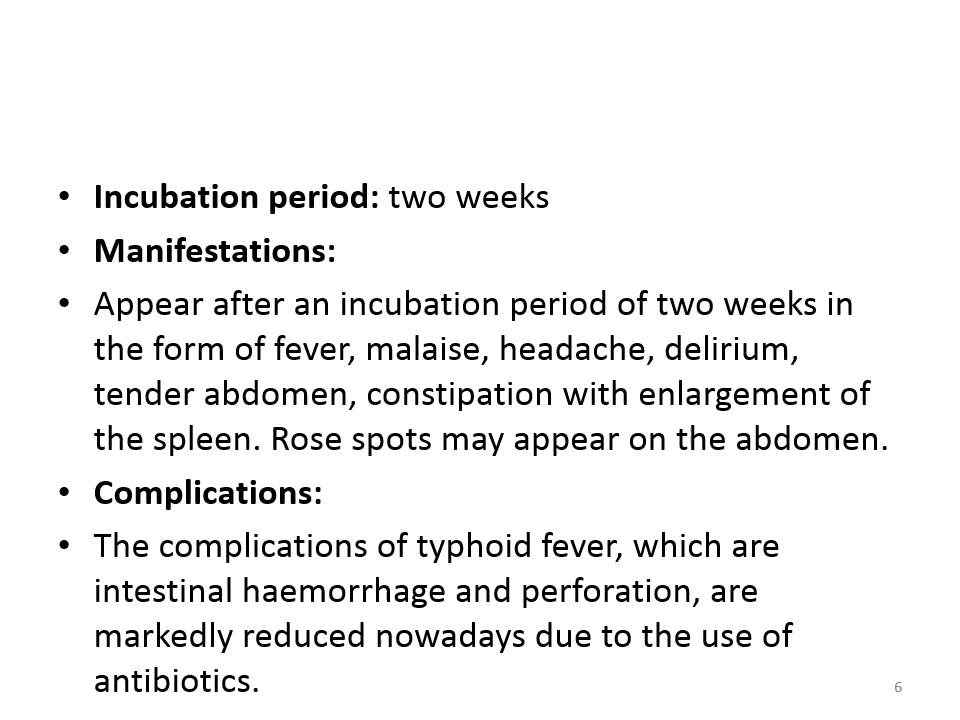 • Incubation period: two weeks
• Manifestations:
• Appear after an incubation period of two weeks in
the form of fever, malaise, headache, delirium,
tender abdomen, constipation with enlargement of
the spleen. Rose spots may appear on the abdomen.
• Complications:
• The complications of typhoid fever, which are
intestinal haemorrhage and perforation, are
markedly reduced nowadays due to the use of
antibiotics.
6